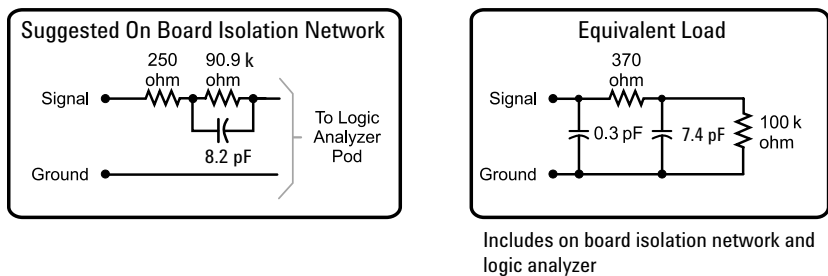 Suggested On Board Isolation Network
250
ohm
90.9 k
ohm
Signal
8.2 pF
To Logic
Analyzer
Pod
Ground
Equivalent Load
370
ohm
Signal
0.3 pF
7.4 pF
100 k
ohm
Ground
Includes on board isolation network and
logic analyzer